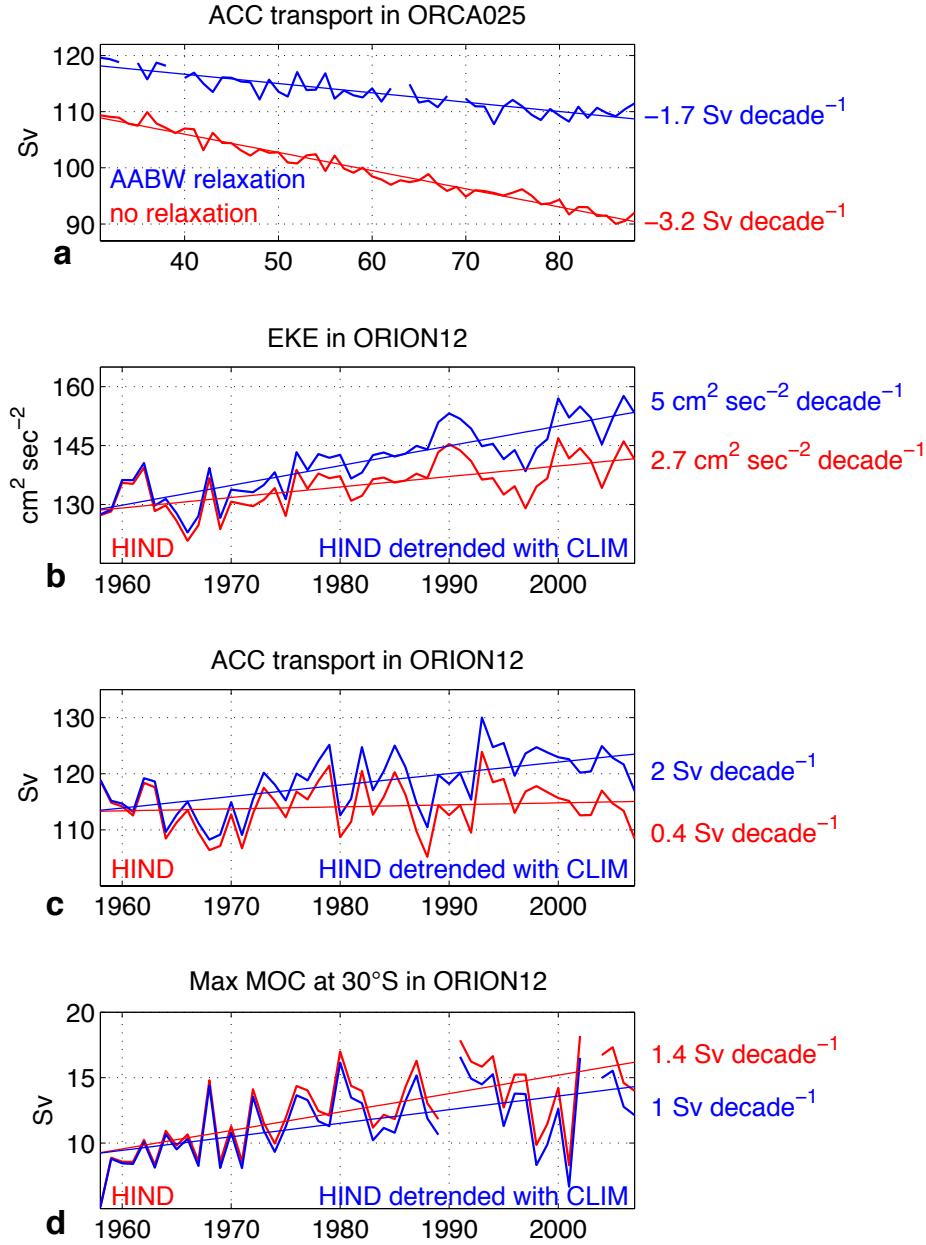 ACC transport in ORCA025
120
110
100
90
Sv
AABW relaxation
no relaxation
−1.7 Sv decade⁻¹
−3.2 Sv decade⁻¹
40 50 60 70 80
a
EKE in ORION12
160
145
130
cm² sec⁻²
5 cm² sec⁻² decade⁻¹
2.7 cm² sec⁻² decade⁻¹
HIND HIND detrended with CLIM
1960 1970 1980 1990 2000
b
ACC transport in ORION12
130
120
110
Sv
2 Sv decade⁻¹
0.4 Sv decade⁻¹
HIND HIND detrended with CLIM
1960 1970 1980 1990 2000
c
Max MOC at 30°S in ORION12
20
15
10
Sv
1.4 Sv decade⁻¹
1 Sv decade⁻¹
HIND HIND detrended with CLIM
1960 1970 1980 1990 2000
d